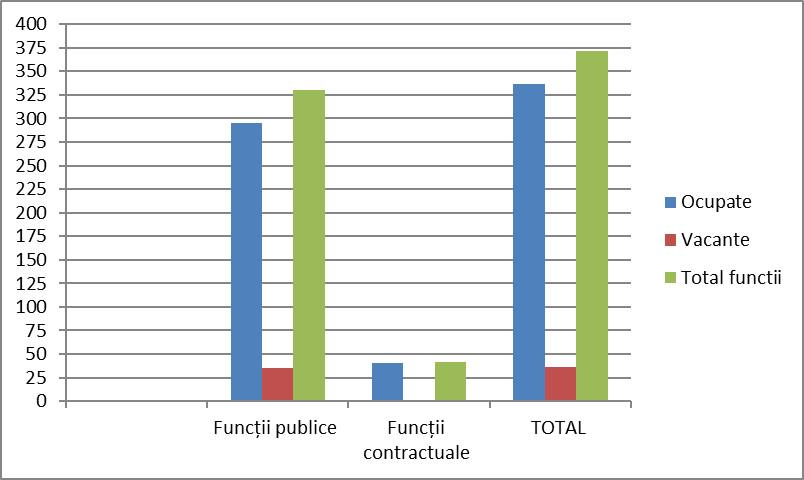 400
375
350
325
300
275
250
225
200
175
150
125
100
75
50
25
0
Funcții publice
Funcții
contractuale
TOTAL
Ocupate
Vacante
Total functii